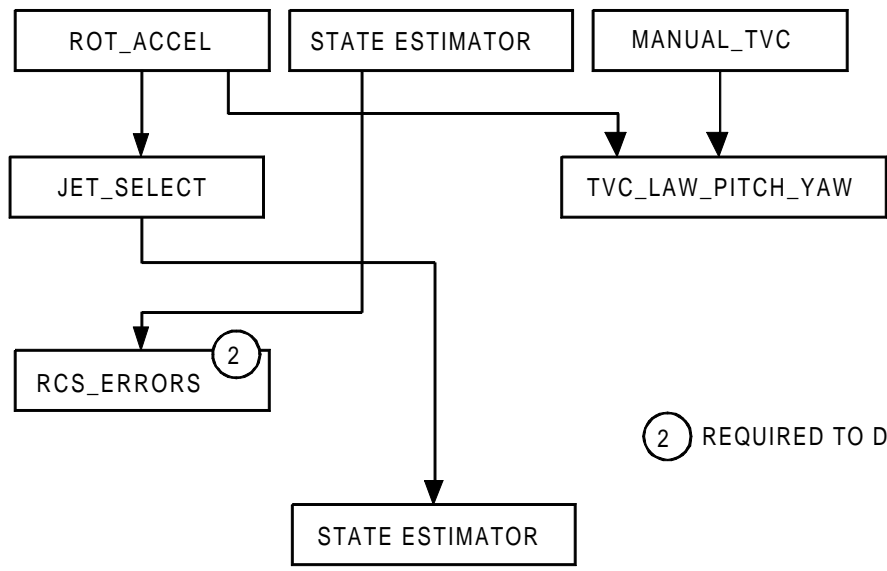 ROT_ACCEL
STATE ESTIMATOR
MANUAL_TVC
JET_SELECT
TVC_LAW_PITCH_YAW
2
RCS_ERRORS
2 REQUIRED TO D
STATE ESTIMATOR